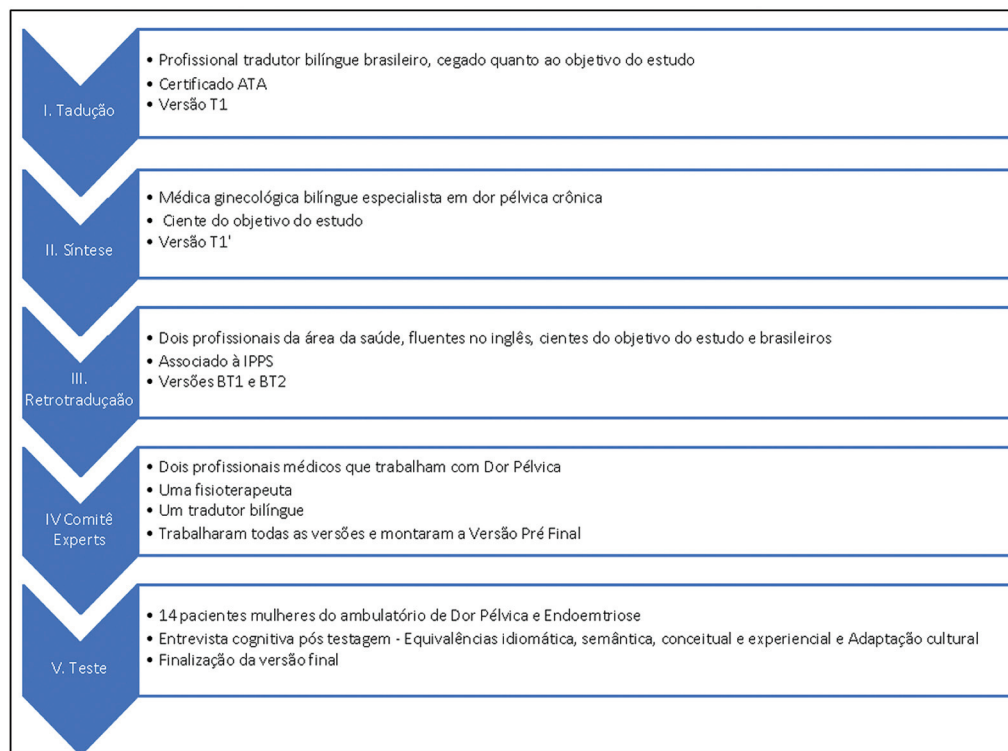 I. Tadução
• Profissional tradutor bilíngue brasileiro, cegado quanto ao objetivo do estudo
• Certificado ATA
• Versão T1
II. Síntese
• Médica ginecológica bilíngue especialista em dor pélvica crônica
• Ciente do objetivo do estudo
• Versão T1'
III.
Retrotraduçaão
• Dois profissionais da área da saúde, fluentes no inglês, cientes do objetivo do estudo e brasileiros
• Associado à IPPS
• Versões BT1 e BT2
IV Comitê
Experts
• Dois profissionais médicos que trabalham com Dor Pélvica
• Uma fisioterapeuta
• Um tradutor bilíngue
• Trabalharam todas as versões e montaram a Versão Pré Final
V. Teste
• 14 pacientes mulheres do ambulatório de Dor Pélvica e Endoemtriose
• Entrevista cognitiva pós testagem - Equivalências idiomática, semântica, conceitual e experiencial e Adaptação cultural
• Finalização da versão final